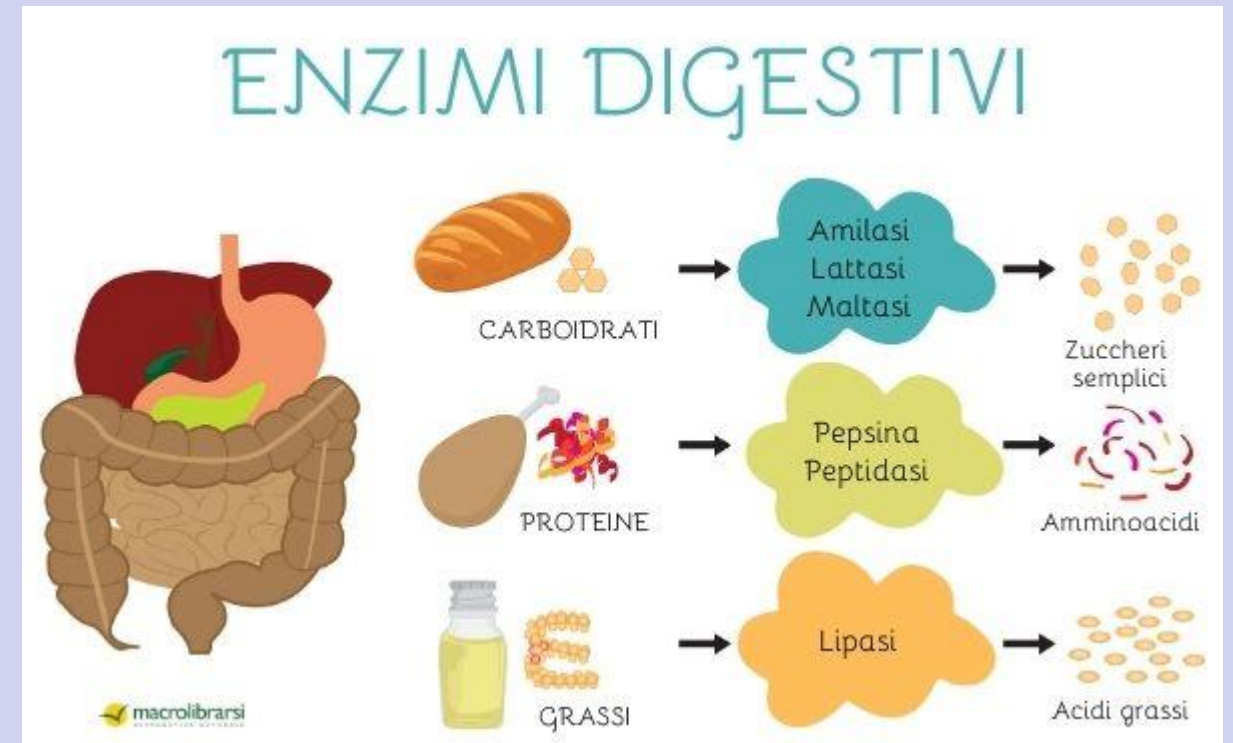 ENZIMI DIGESTIVI
CARBOIDRATI
Amilasi
Lattasi
Maltasi
Zuccheri
semplici
PROTEINE
Pepsina
Peptidasi
Amminoacidi
GRASSI
Lipasi
Acidi grassi
macrolibrarsi